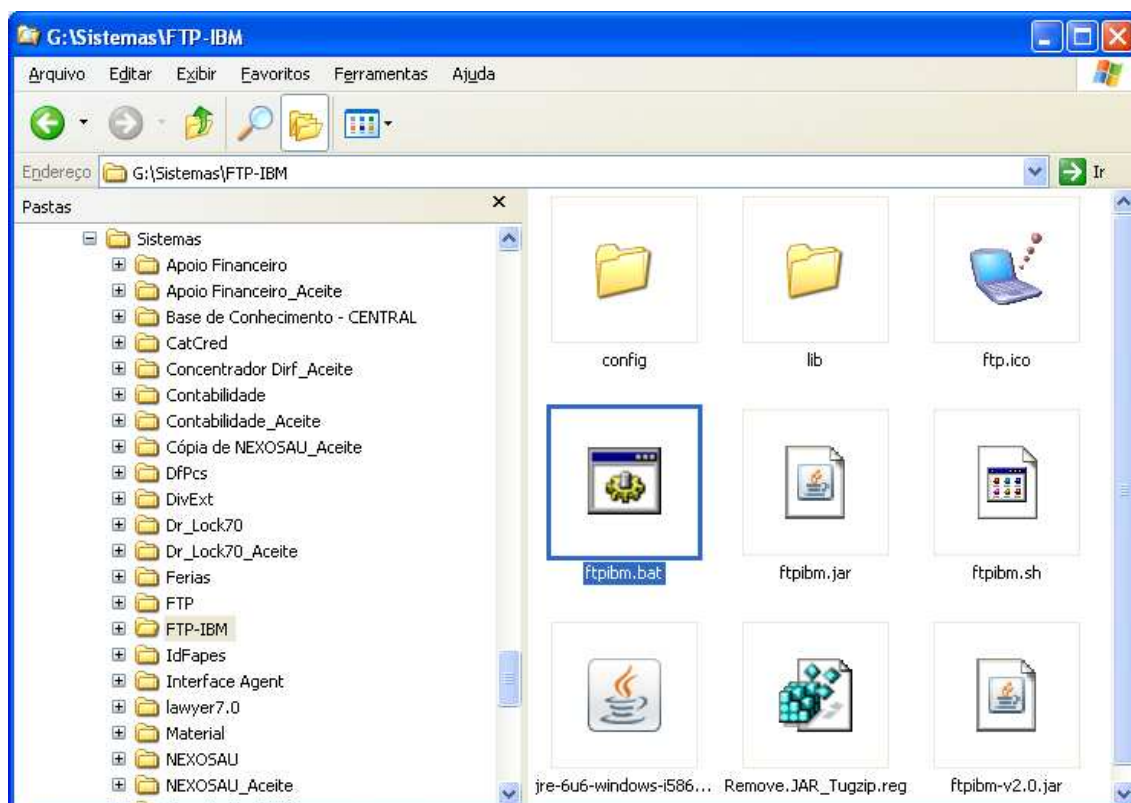 G:\Sistemas\FTP-IBM
Arquivo Editar Exibir Favoritos Ferramentas Ajuda
Endereço G:\Sistemas\FTP-IBM Ir
Pastas
Sistemas
Apoio Financeiro
Apoio Financeiro_Aceite
Base de Conhecimento - CENTRAL
CatCred
Concentrador Dirf_Aceite
Contabilidade
Contabilidade_Aceite
Cópia de NEXOSAU_Aceite
DfPcs
DivExt
Dr_Lock70
Dr_Lock70_Aceite
Ferias
FTP
FTP-IBM
IdFapes
Interface Agent
lawyer7.0
Material
NEXOSAU
NEXOSAU_Aceite
config lib ftp.ico
ftpibm.bat ftpibm.jar ftpibm.sh
jre-6u6-windows-i586... Remove.JAR_Tugzip.reg ftpibm-v2.0.jar